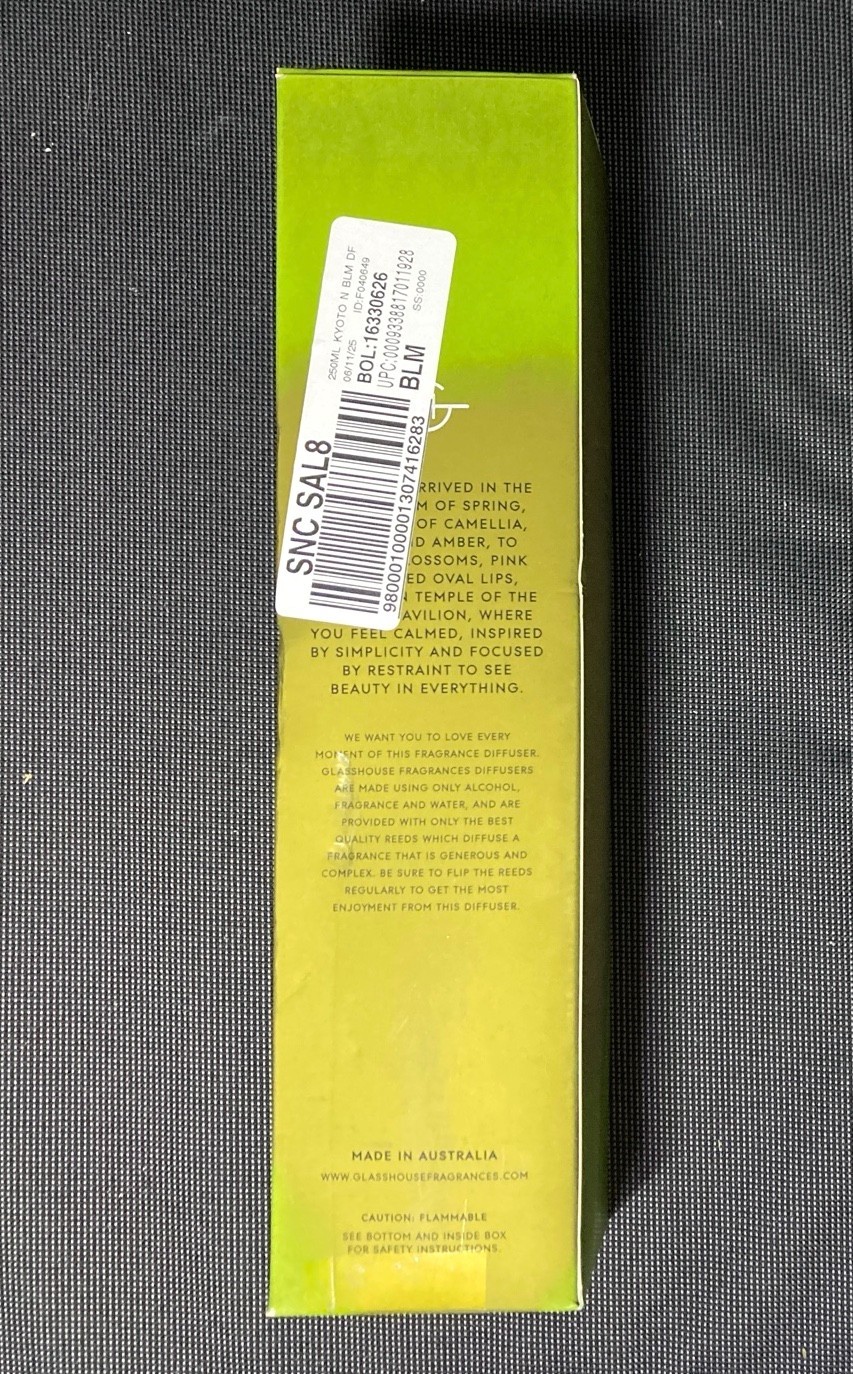 250ML KYOTO N BLM DF
06/11/25 ID:F040649
BOL:16330626
UPC:0009338817011928
SS:0000
BLM
SNC SAL8
980001000001307416283
RRIVED IN THE
M OF SPRING,
OF CAMELLIA,
D AMBER, TO
LOSSOMS, PINK
ED OVAL LIPS,
N TEMPLE OF THE
AVILION, WHERE
YOU FEEL CALMED, INSPIRED
BY SIMPLICITY AND FOCUSED
BY RESTRAINT TO SEE
BEAUTY IN EVERYTHING.
WE WANT YOU TO LOVE EVERY
MOMENT OF THIS FRAGRANCE DIFFUSER.
GLASSHOUSE FRAGRANCES DIFFUSERS
ARE MADE USING ONLY ALCOHOL,
FRAGRANCE AND WATER, AND ARE
PROVIDED WITH ONLY THE BEST
QUALITY REEDS WHICH DIFFUSE A
FRAGRANCE THAT IS GENEROUS AND
COMPLEX. BE SURE TO FLIP THE REEDS
REGULARLY TO GET THE MOST
ENJOYMENT FROM THIS DIFFUSER.
MADE IN AUSTRALIA
WWW.GLASSHOUSEFRAGRANCES.COM
CAUTION: FLAMMABLE
SEE BOTTOM AND INSIDE BOX
FOR SAFETY INSTRUCTIONS.